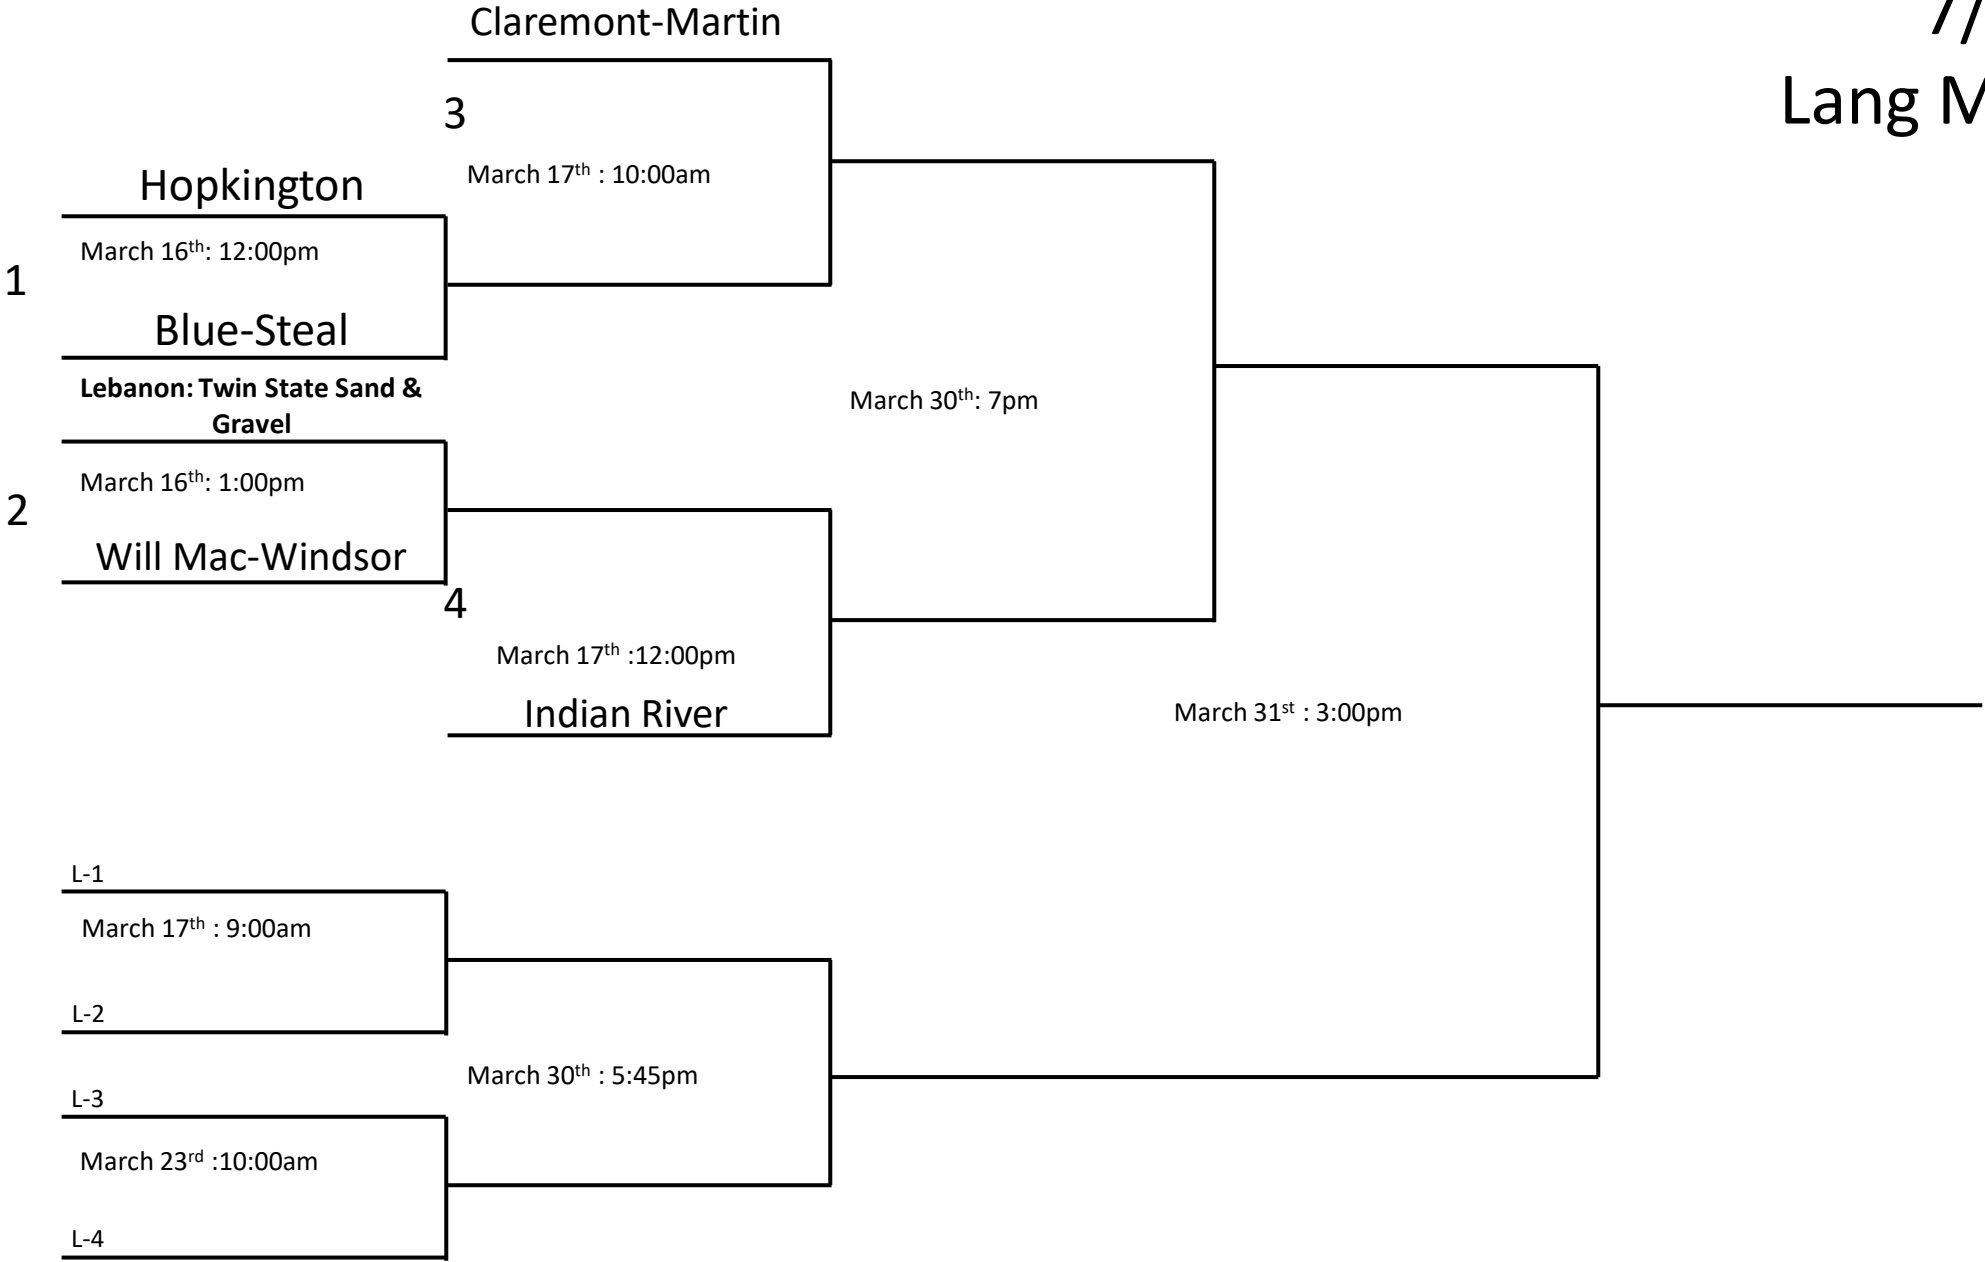 Claremont-Martin
7/
Lang M
3
March 17th : 10:00am
Hopkington
March 16th: 12:00pm
1
Blue-Steal
Lebanon: Twin State Sand &
Gravel
March 30th: 7pm
March 16th: 1:00pm
2
Will Mac-Windsor
4
March 17th :12:00pm
Indian River
March 31st : 3:00pm
L-1
March 17th : 9:00am
L-2
March 30th : 5:45pm
L-3
March 23rd :10:00am
L-4